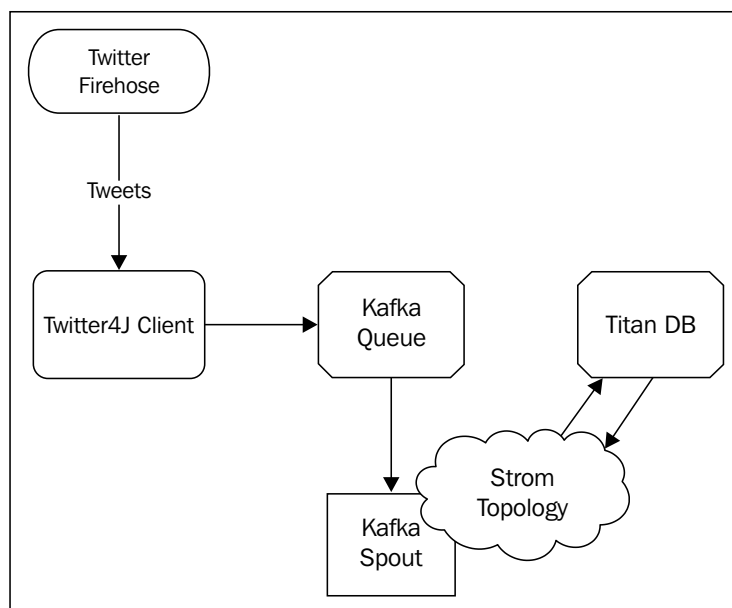 Twitter
Firehose
Tweets
Twitter4J Client
Kafka
Queue
Titan DB
Strom
Topology
Kafka
Spout